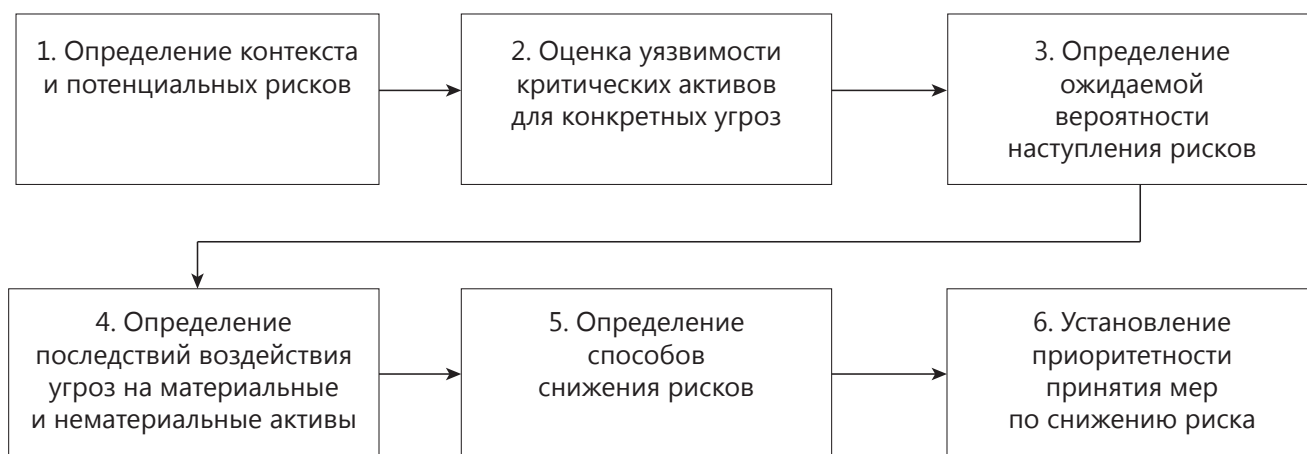 1. Определение контекста
и потенциальных рисков
2. Оценка уязвимости
критических активов
для конкретных угроз
3. Определение
ожидаемой
вероятности
наступления рисков
4. Определение
последствий воздействия
угроз на материальные
и нематериальные активы
5. Определение
способов
снижения рисков
6. Установление
приоритетности
принятия мер
по снижению риска